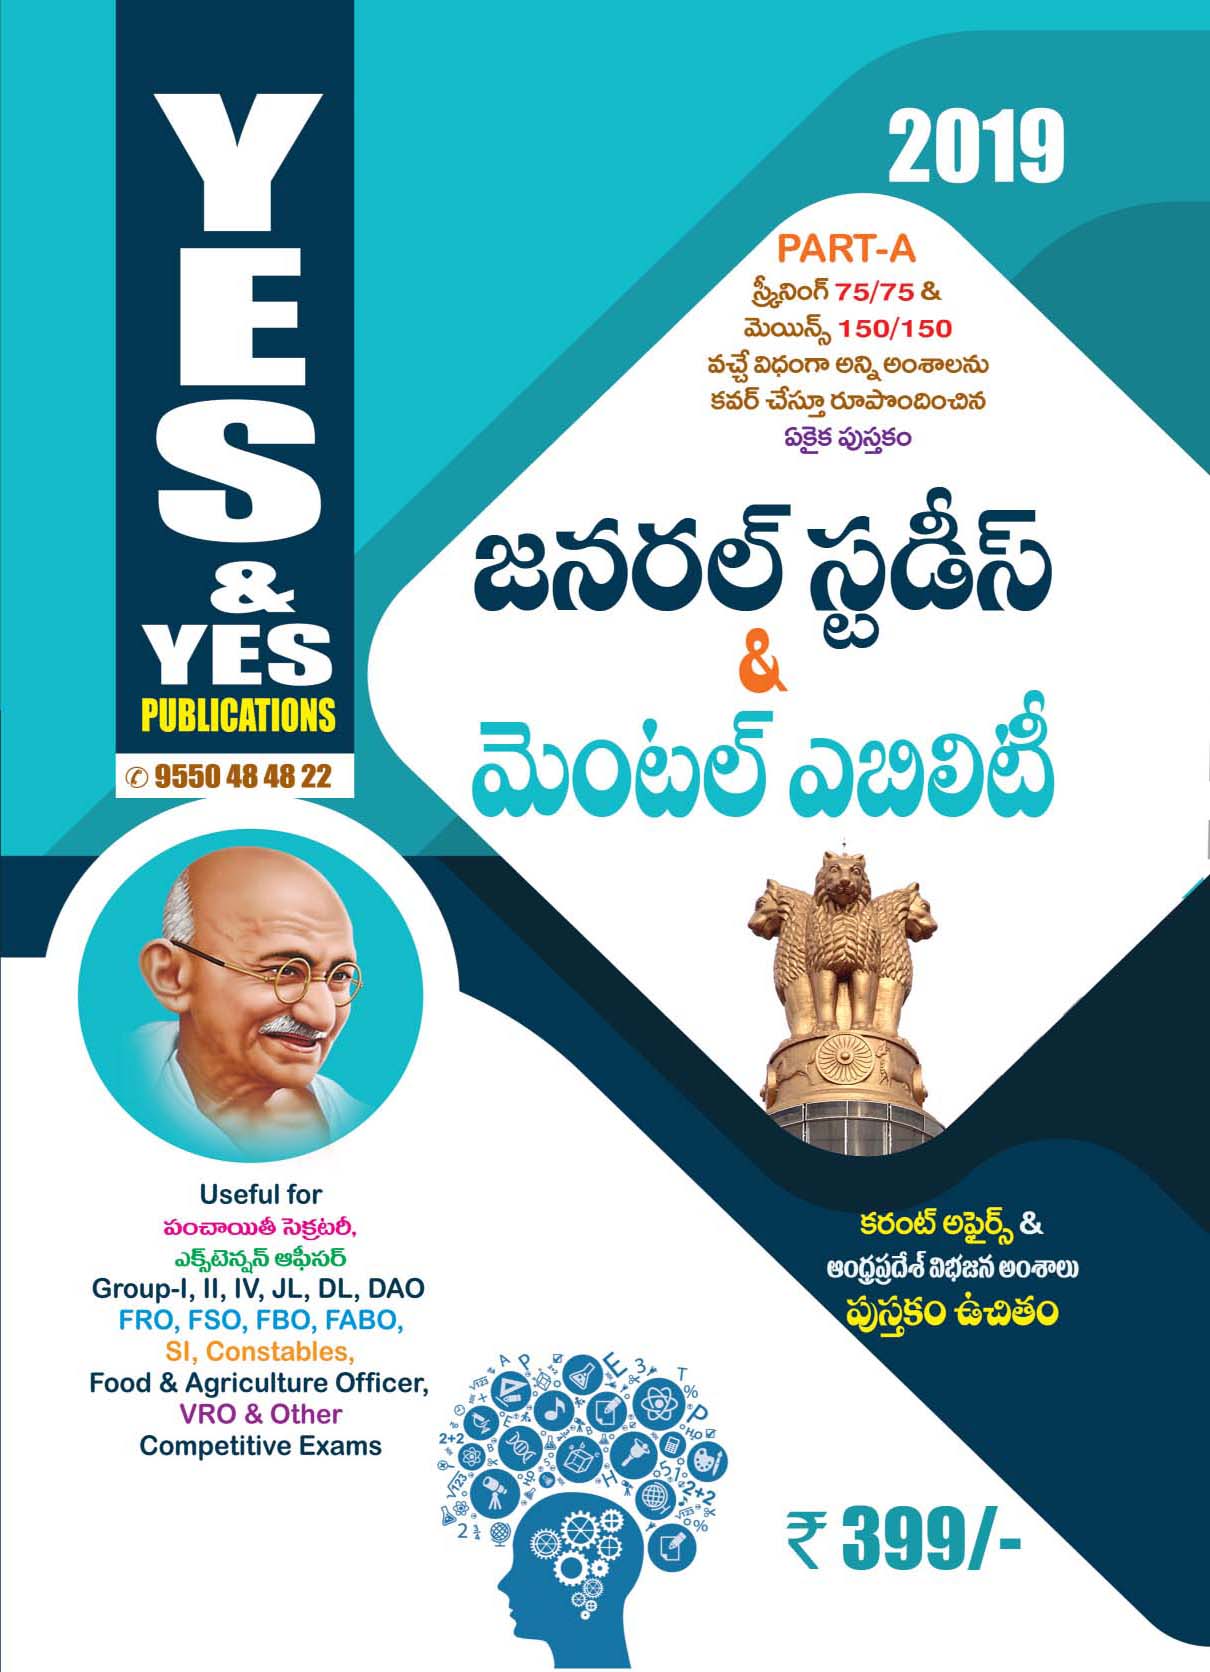 YES
&
YES
PUBLICATIONS
✆ 9550 48 48 22
2019
PART-A
స్క్రీనింగ్ 75/75 &
మెయిన్స్ 150/150
వచ్చే విధంగా అన్ని అంశాలను
కవర్ చేస్తూ రూపొందించిన
ఏకైక పుస్తకం
జనరల్ స్టడీస్
&
మెంటల్ ఎబిలిటీ
Useful for
పంచాయితీ సెక్రటరీ,
ఎక్స్‌టెన్షన్ ఆఫీసర్
Group-I, II, IV, JL, DL, DAO
FRO, FSO, FBO, FABO,
SI, Constables,
Food & Agriculture Officer,
VRO & Other
Competitive Exams
కరంట్ అఫైర్స్ &
ఆంధ్రప్రదేశ్ విభజన అంశాలు
పుస్తకం ఉచితం
₹ 399/-